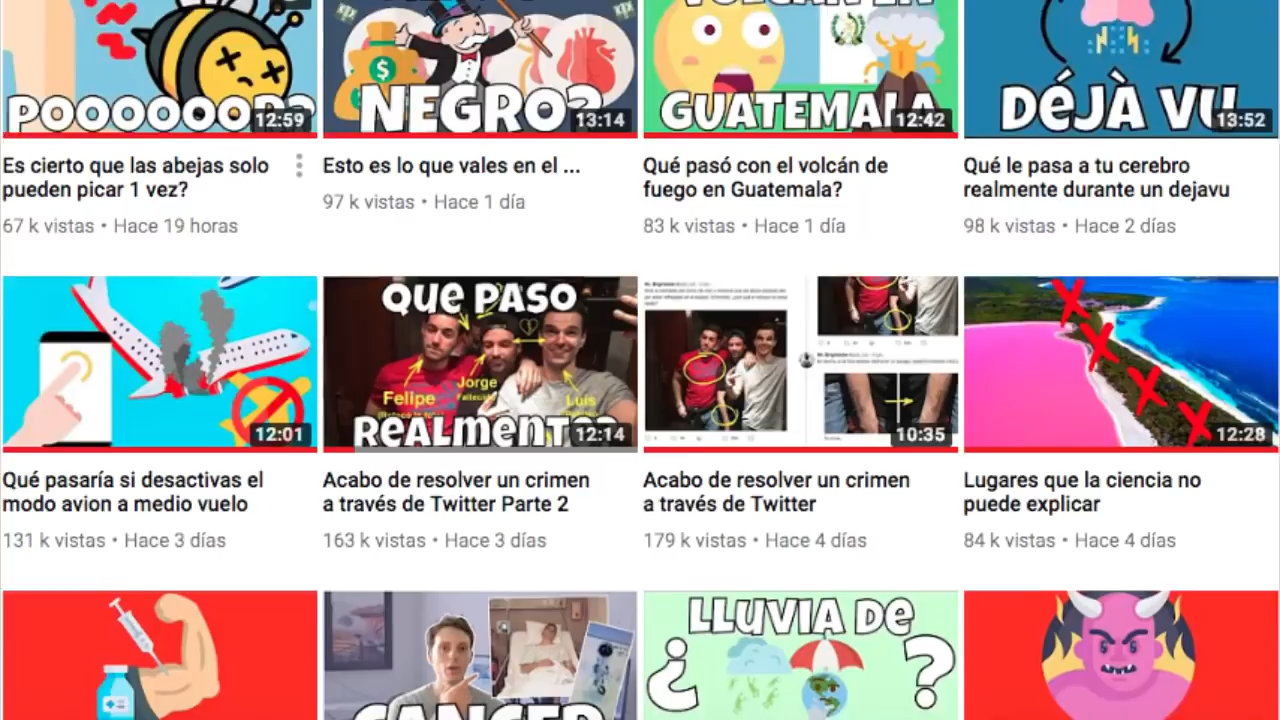 POOOOOOR?
12:59
NEGRO?
13:14
VOLCÁN EN
GUATEMALA
12:42
DÉJÀ VU
13:52
Es cierto que las abejas solo
pueden picar 1 vez?
67 k vistas • Hace 19 horas
Esto es lo que vales en el ...
97 k vistas • Hace 1 día
Qué pasó con el volcán de
fuego en Guatemala?
83 k vistas • Hace 1 día
Qué le pasa a tu cerebro
realmente durante un dejavu
98 k vistas • Hace 2 días
12:01
QUE PASO
Felipe
Jorge
Luis
REALMENTE?
12:14
10:35
12:28
Qué pasaría si desactivas el
modo avion a medio vuelo
131 k vistas • Hace 3 días
Acabo de resolver un crimen
a través de Twitter Parte 2
163 k vistas • Hace 3 días
Acabo de resolver un crimen
a través de Twitter
179 k vistas • Hace 4 días
Lugares que la ciencia no
puede explicar
84 k vistas • Hace 4 días
CANCER
LLUVIA DE
¿ ?